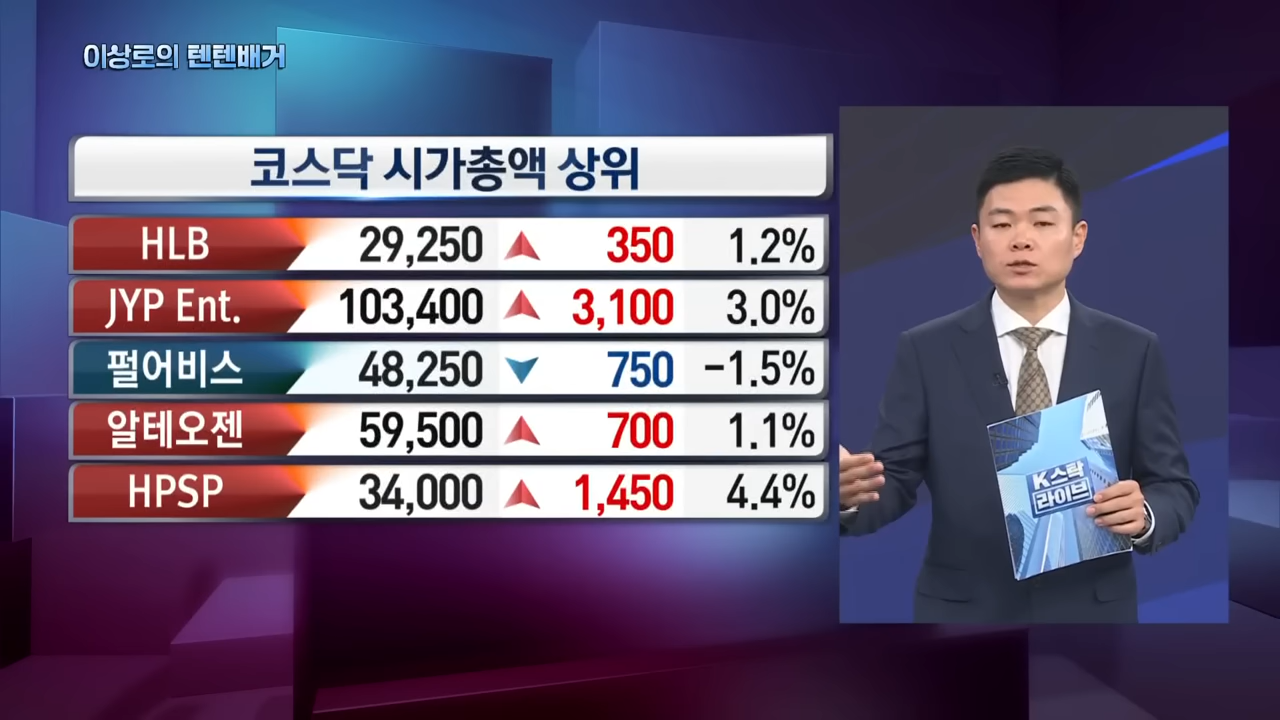 이상로의 텐텐배거
코스닥 시가총액 상위
HLB 29,250 350 1.2%
JYP Ent. 103,400 3,100 3.0%
펄어비스 48,250 750 -1.5%
알테오젠 59,500 700 1.1%
HPSP 34,000 1,450 4.4%
K스탁
라이브